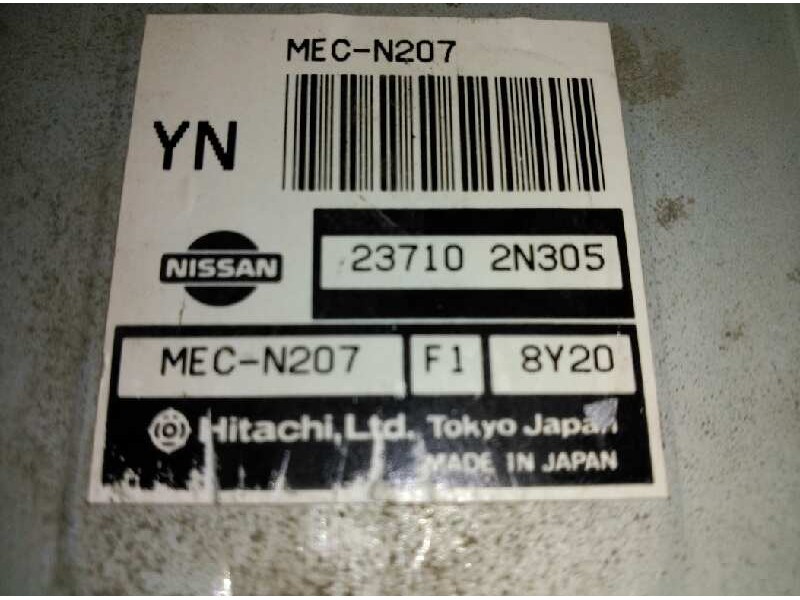 MEC-N207
YN
NISSAN
23710 2N305
MEC-N207 F1 8Y20
Hitachi, Ltd. Tokyo Japan
MADE IN JAPAN